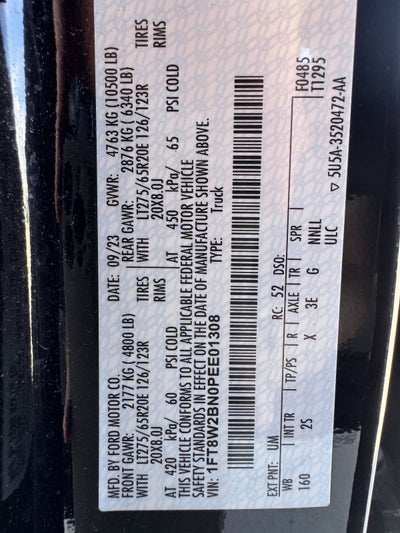 MFD. BY FORD MOTOR CO.
DATE: 09/23 GVWR: 4763 KG (10500 LB)
FRONT GAWR: 2177 KG (4800 LB) REAR GAWR: 2876 KG (6340 LB)
LT275/65R20E 126/123R WITH LT275/65R20E 126/123R TIRES
20X8.0J RIMS 20X8.0J RIMS
AT 420 kPa/ 60 PSI COLD AT 450 kPa/ 65 PSI COLD
THIS VEHICLE CONFORMS TO ALL APPLICABLE FEDERAL MOTOR VEHICLE
SAFETY STANDARDS IN EFFECT ON THE DATE OF MANUFACTURE SHOWN ABOVE.
1FT8W2BN0PEE01308 TYPE: Truck
F0485
T1295
EXT PNT: UM RC: 52 DSO:
WB INT TR TP/PS R AXLE TR SPR
160 2S X 3E G NNLL
ULC
5U5A-3520472-AA